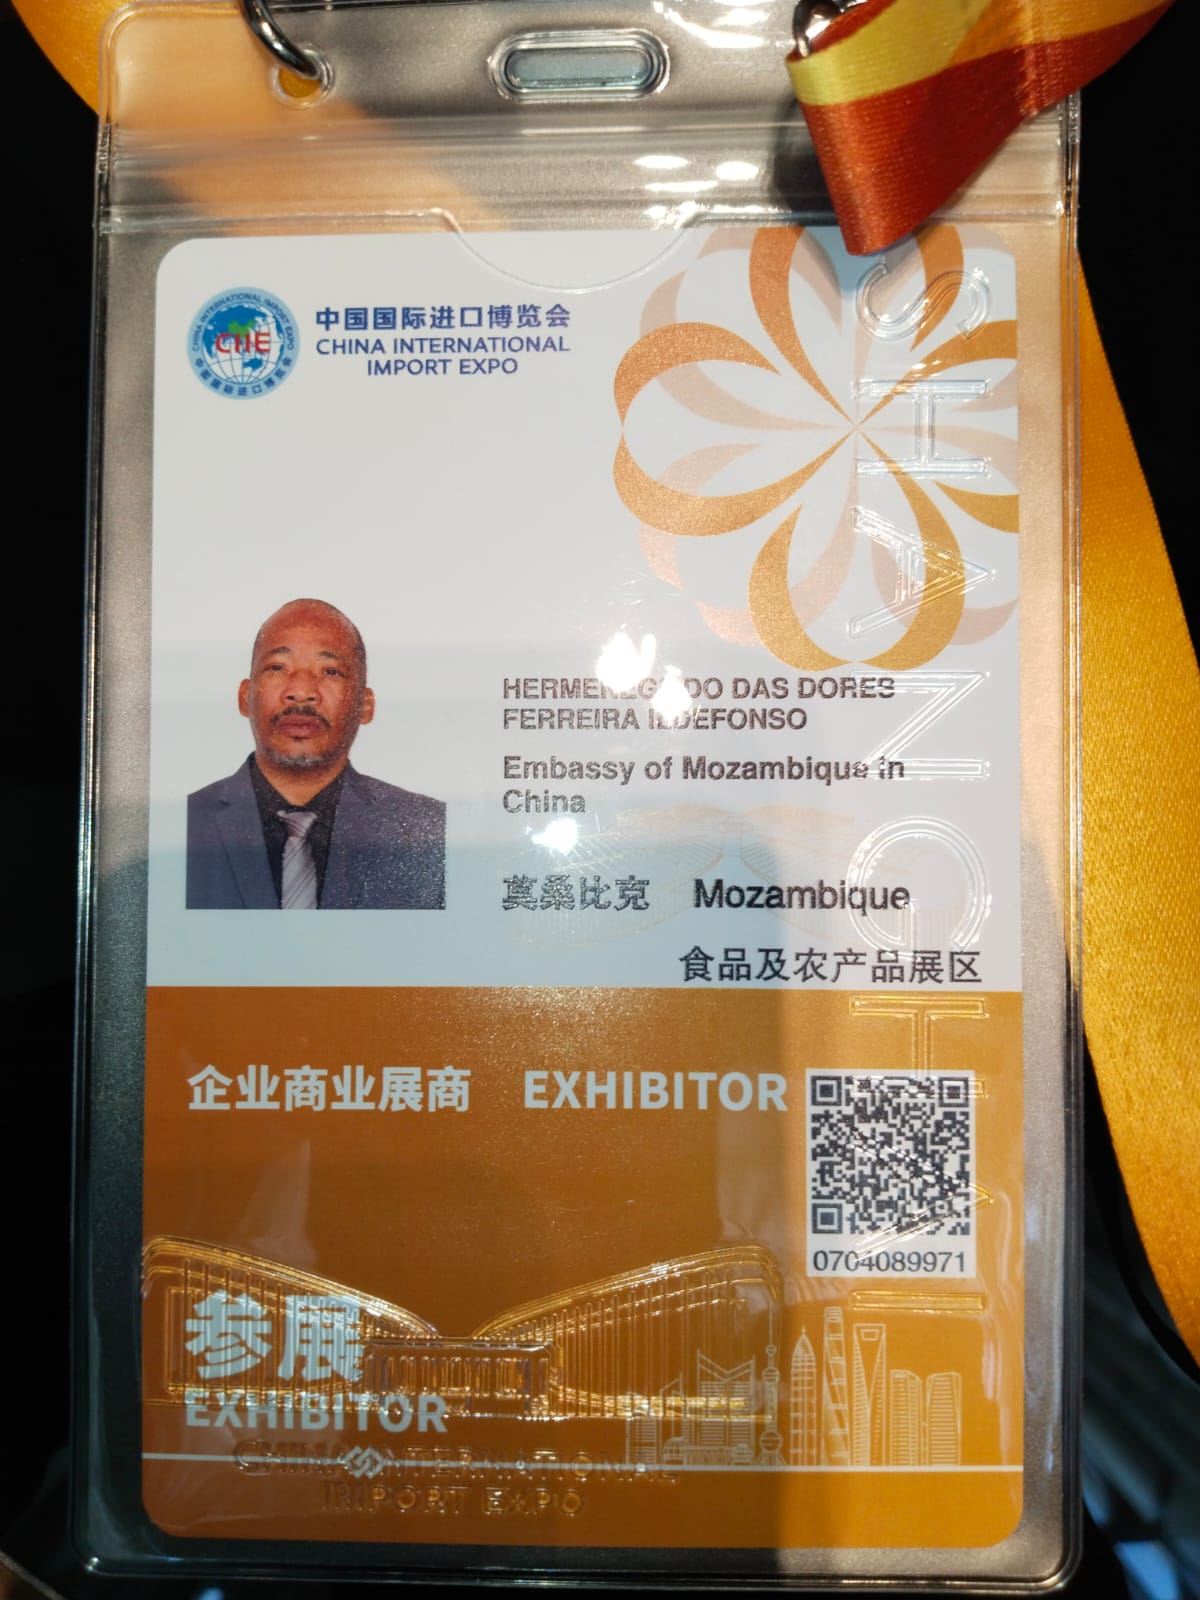 CHINA INTERNATIONAL IMPORT EXPO
CIIE
中国国际进口博览会
中国国际进口博览会
CHINA INTERNATIONAL
IMPORT EXPO
SHANGHAI
DAS DORES
FERREIRA ILDEFONSO
Embassy of Mozambique in
China
莫桑比克 Mozambique
食品及农产品展区
企业商业展商 EXHIBITOR
0704089971
参展
EXHIBITOR
CHINA INTERNATIONAL
IMPORT EXPO